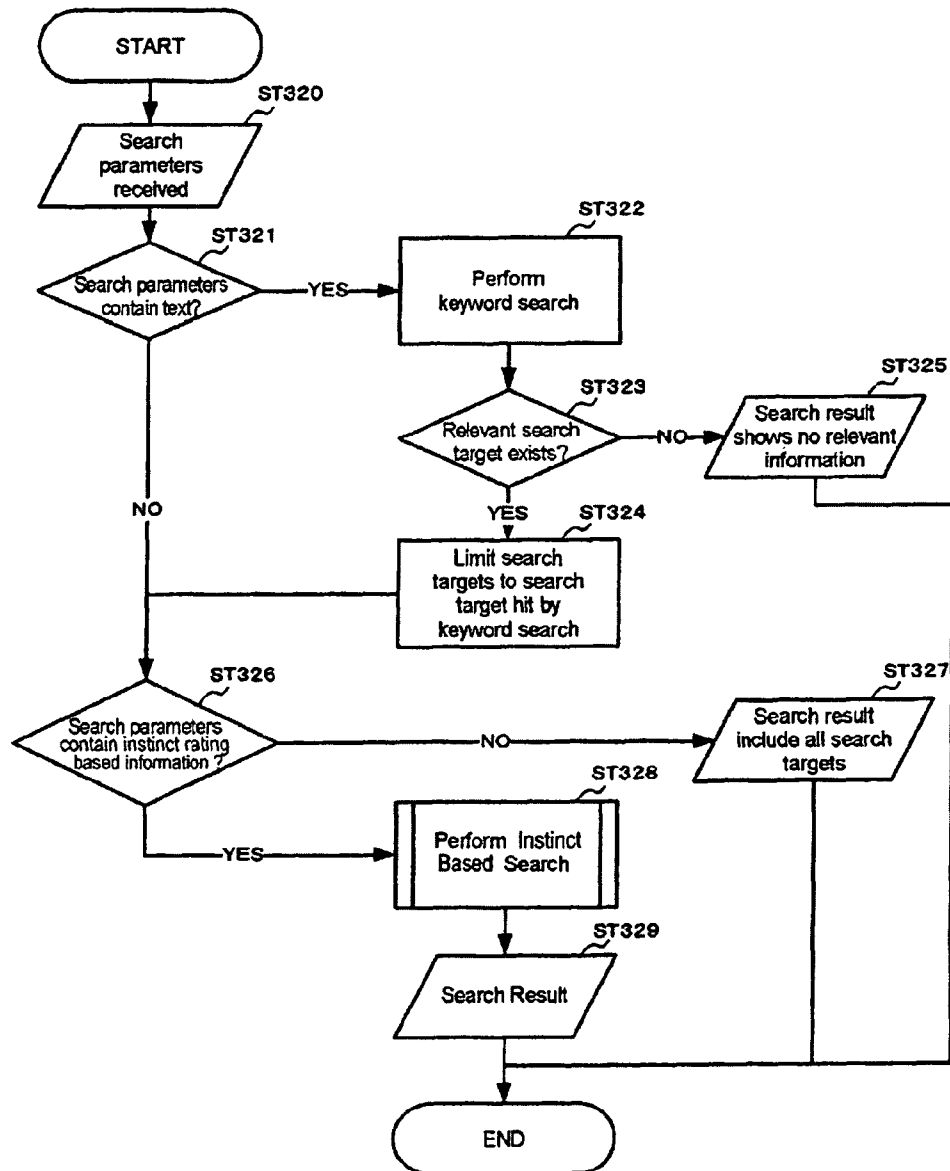 START
ST320
Search
parameters
received
ST321
Search parameters
contain text?
YES
ST322
Perform
keyword search
ST323
Relevant search
target exists?
NO
ST325
Search result
shows no relevant
information
YES
ST324
Limit search
targets to search
target hit by
keyword search
NO
ST326
Search parameters
contain instinct rating
based information ?
NO
ST327
Search result
include all search
targets
YES
ST328
Perform Instinct
Based Search
ST329
Search Result
END